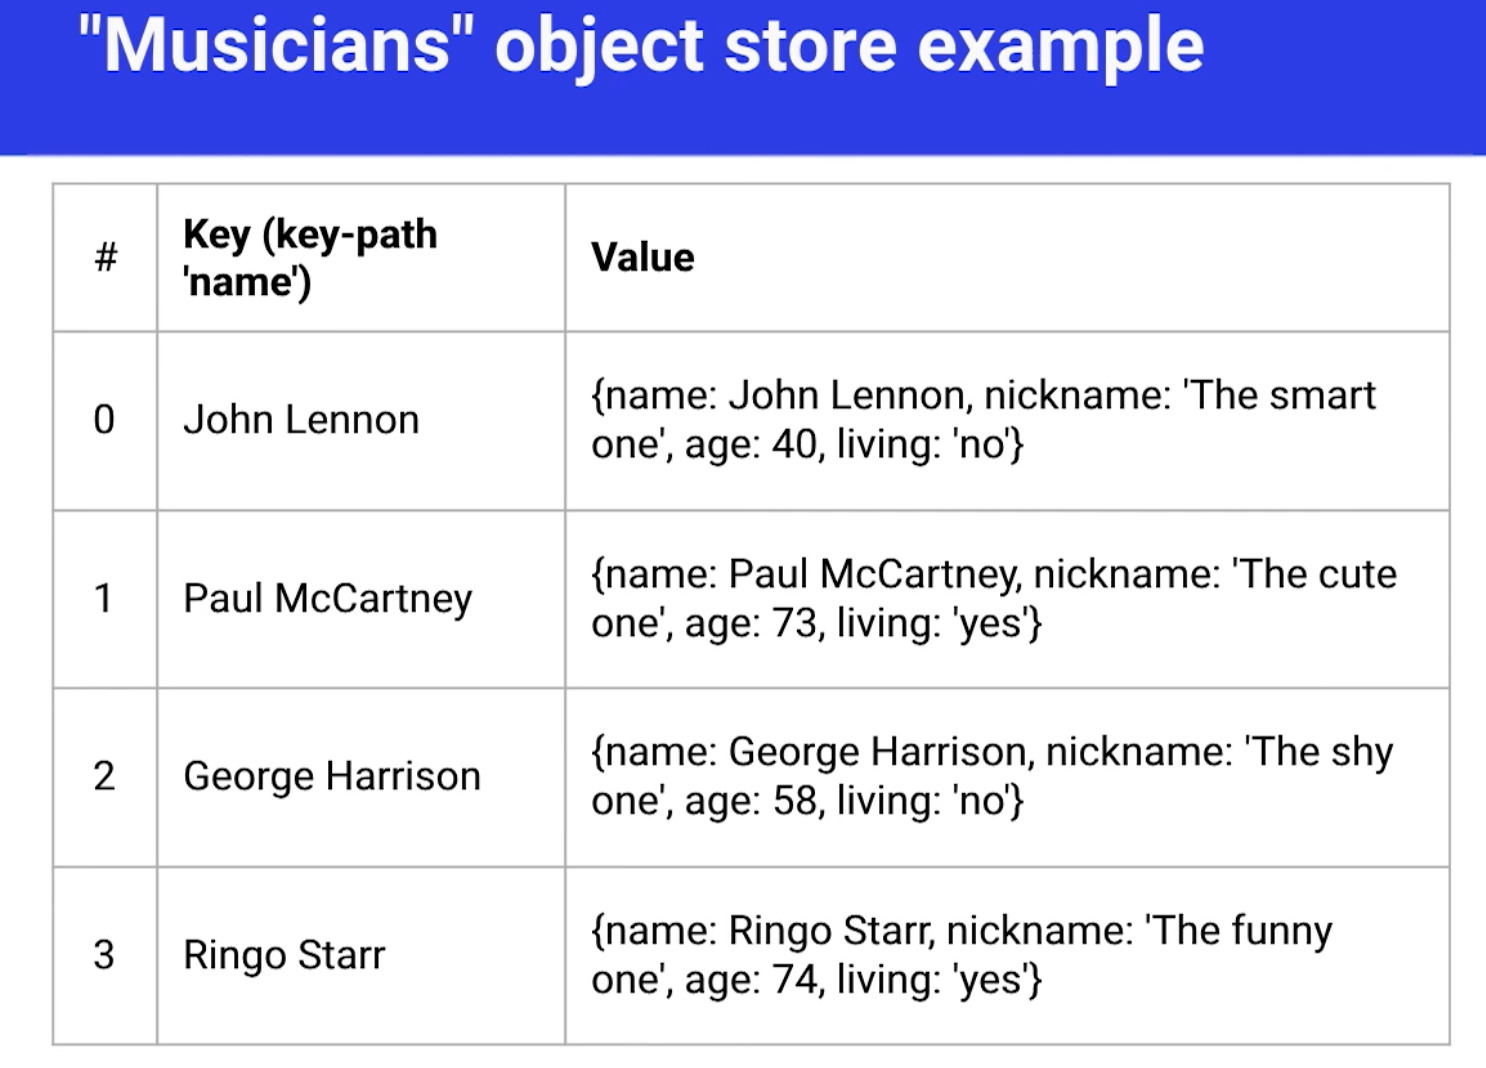 "Musicians" object store example
#
Key (key-path
'name')
Value
0
John Lennon
{name: John Lennon, nickname: 'The smart
one', age: 40, living: 'no'}
1
Paul McCartney
{name: Paul McCartney, nickname: 'The cute
one', age: 73, living: 'yes'}
2
George Harrison
{name: George Harrison, nickname: 'The shy
one', age: 58, living: 'no'}
3
Ringo Starr
{name: Ringo Starr, nickname: 'The funny
one', age: 74, living: 'yes'}